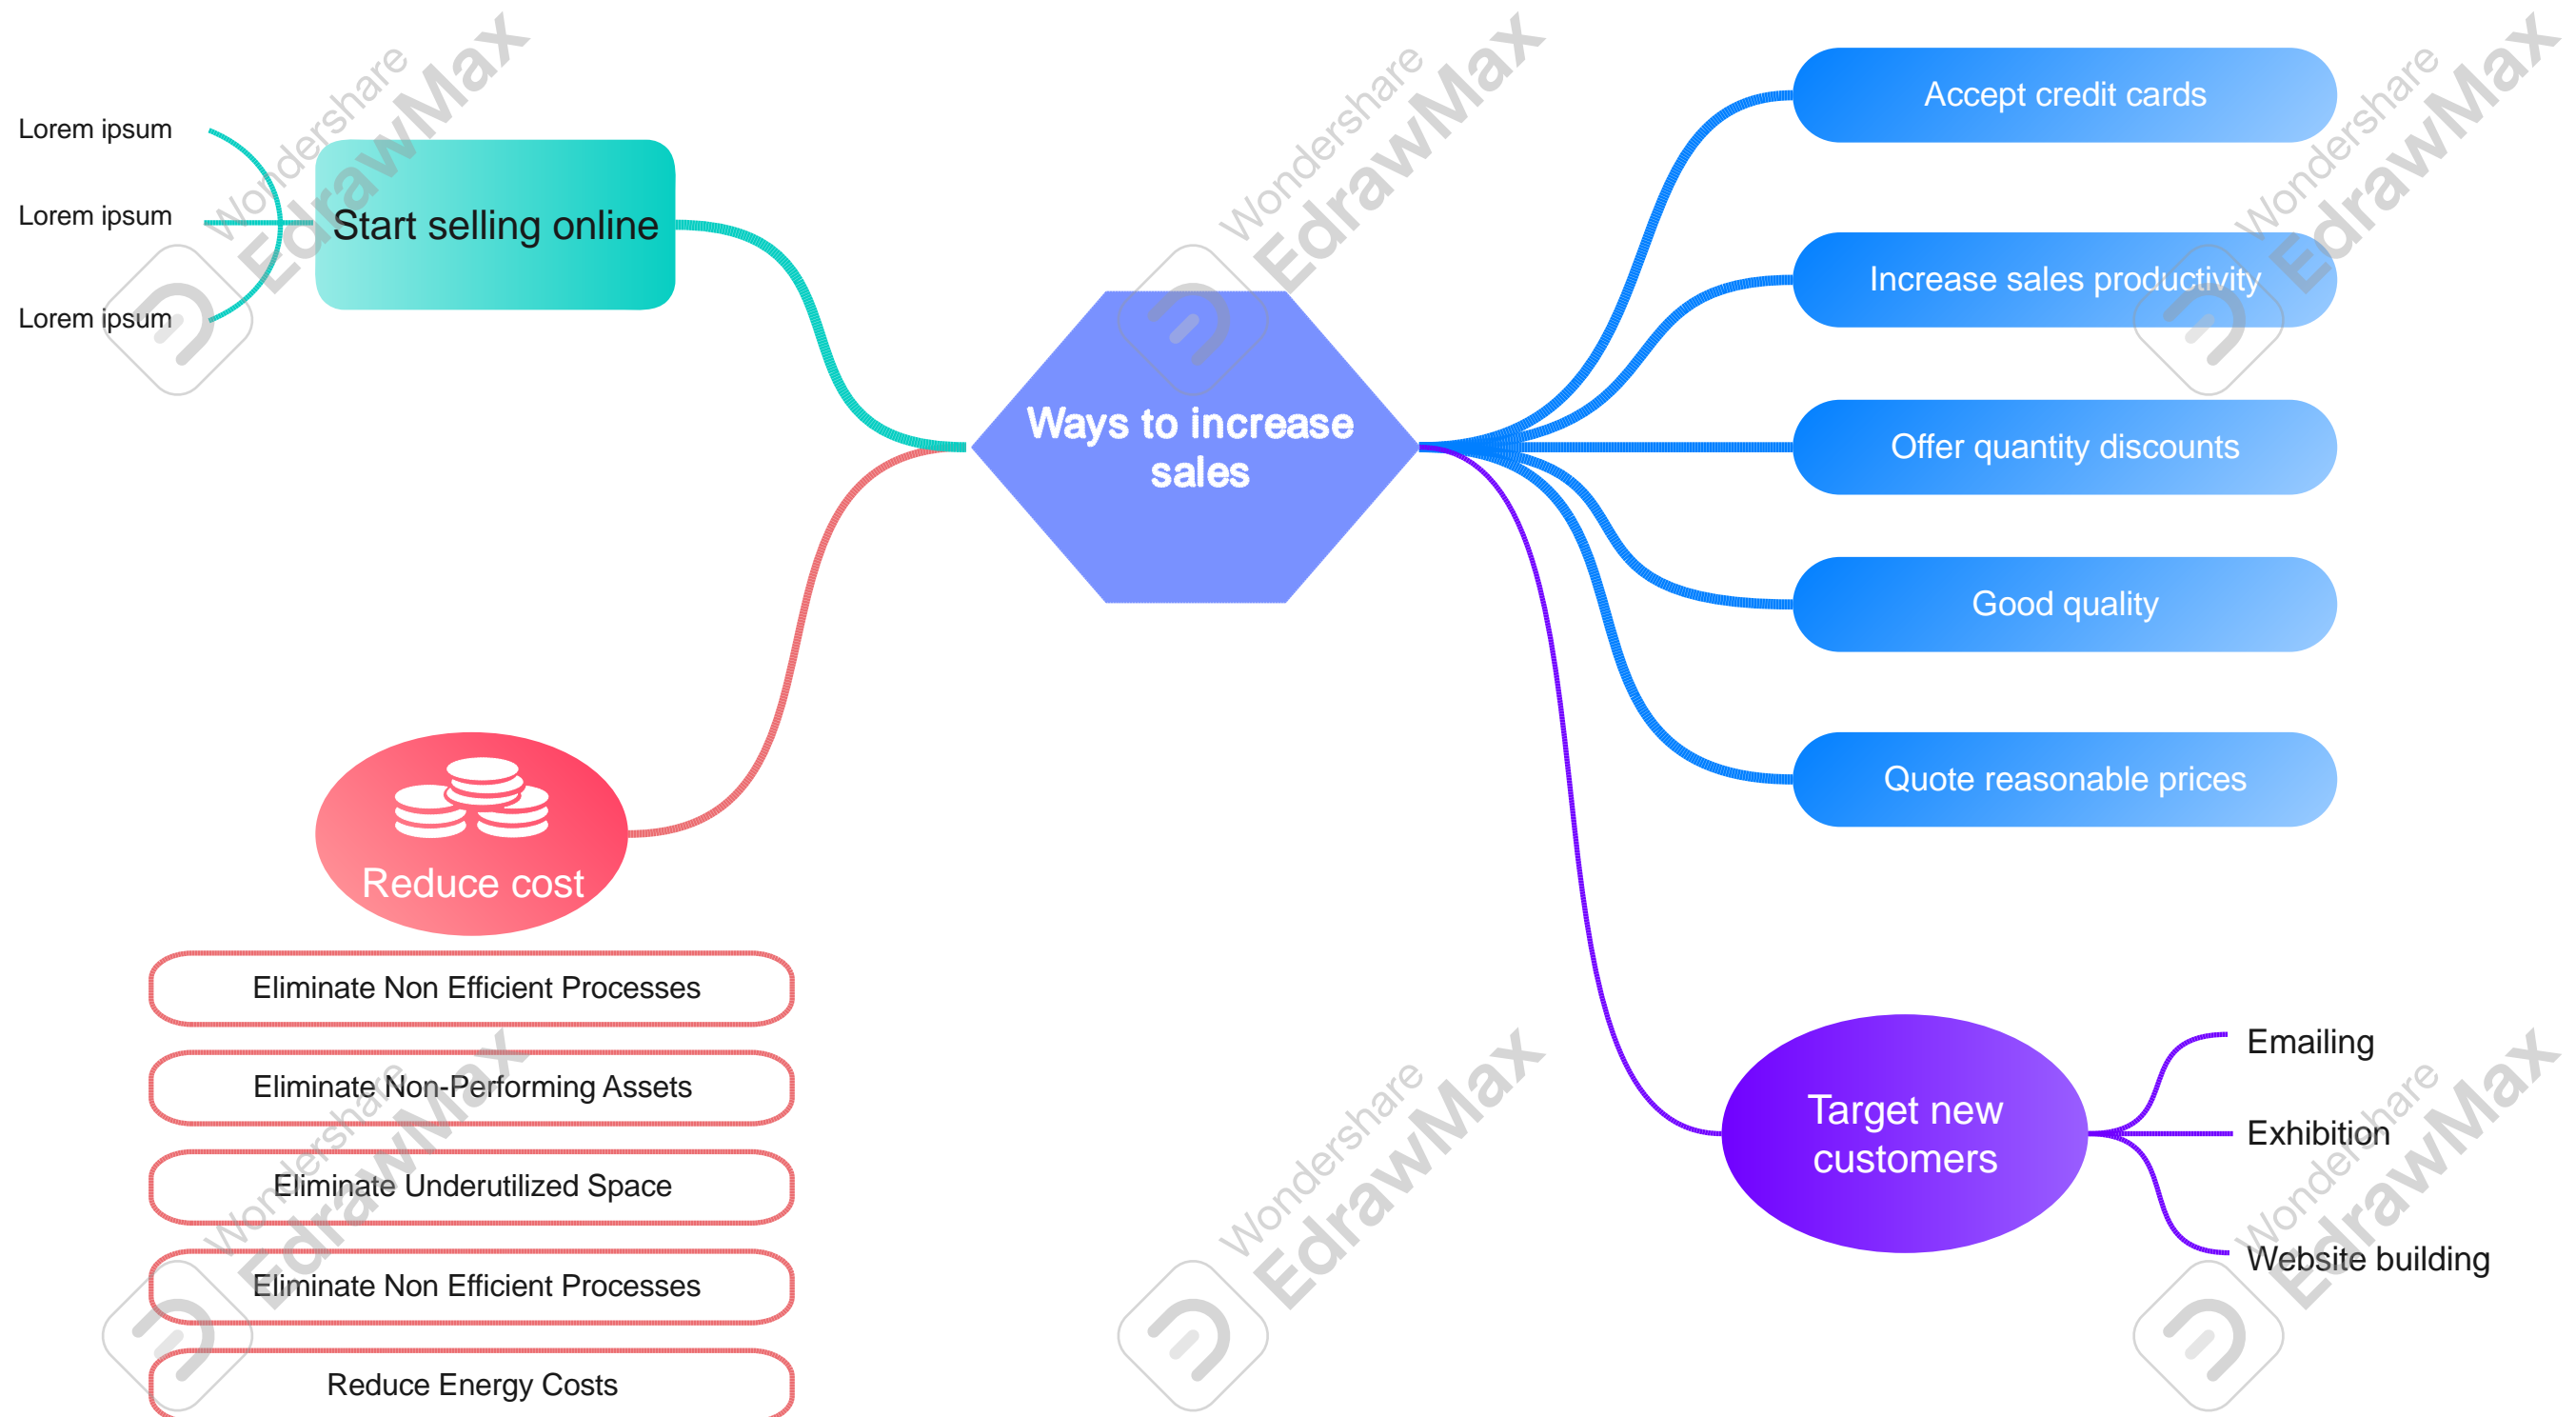 Lorem ipsum
Lorem ipsum
Lorem ipsum
Start selling online
Ways to increase
sales
Accept credit cards
Increase sales productivity
Offer quantity discounts
Good quality
Quote reasonable prices
Reduce cost
Eliminate Non Efficient Processes
Eliminate Non-Performing Assets
Eliminate Underutilized Space
Eliminate Non Efficient Processes
Reduce Energy Costs
Target new
customers
Emailing
Exhibition
Website building
Wondershare
EdrawMax
Wondershare
EdrawMax
Wondershare
EdrawMax
Wondershare
EdrawMax
Wondershare
EdrawMax
Wondershare
EdrawMax